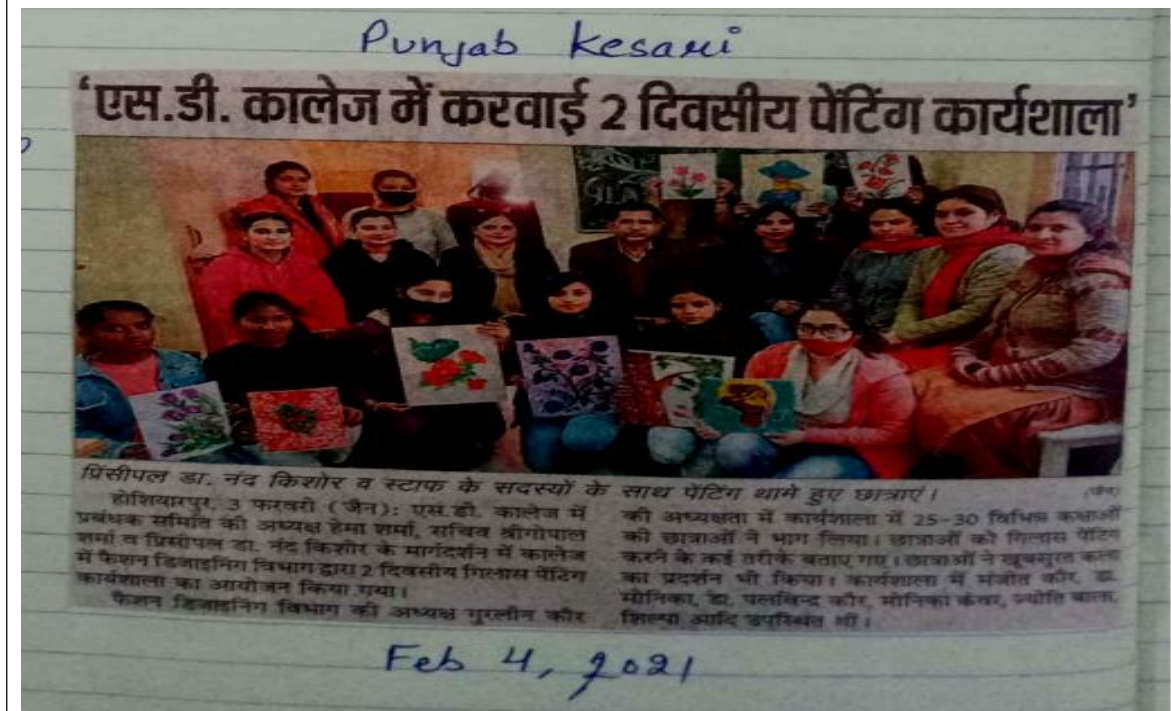 Punjab Kesari
‘एस.डी. कालेज में करवाई 2 दिवसीय पेंटिंग कार्यशाला’
प्रिंसीपल डा. नंद किशोर व स्टाफ के सदस्यों के साथ पेंटिंग थामे हुए छात्राएं। (जैन)
होशियारपुर, 3 फरवरी (जैन): एस.डी. कालेज में
प्रबंधक समिति की अध्यक्ष हेमा शर्मा, सचिव श्रीगोपाल
शर्मा व प्रिंसीपल डा. नंद किशोर के मार्गदर्शन में कालेज
में फैशन डिजाइनिंग विभाग द्वारा 2 दिवसीय गिलास पेंटिंग
कार्यशाला का आयोजन किया गया।
फैशन डिजाइनिंग विभाग की अध्यक्ष गुरलीन कौर
की अध्यक्षता में कार्यशाला में 25-30 विभिन्न कक्षाओं
की छात्राओं ने भाग लिया। छात्राओं को गिलास पेंटिंग
करने के कई तरीके बताए गए। छात्राओं ने खूबसूरत कला
का प्रदर्शन भी किया। कार्यशाला में मंजीत कौर, डा.
मोनिका, डा. पलविन्द्र कौर, मोनिका कंवर, ज्योति बाला,
शिल्पा आदि उपस्थित थीं।
Feb 4, 2021